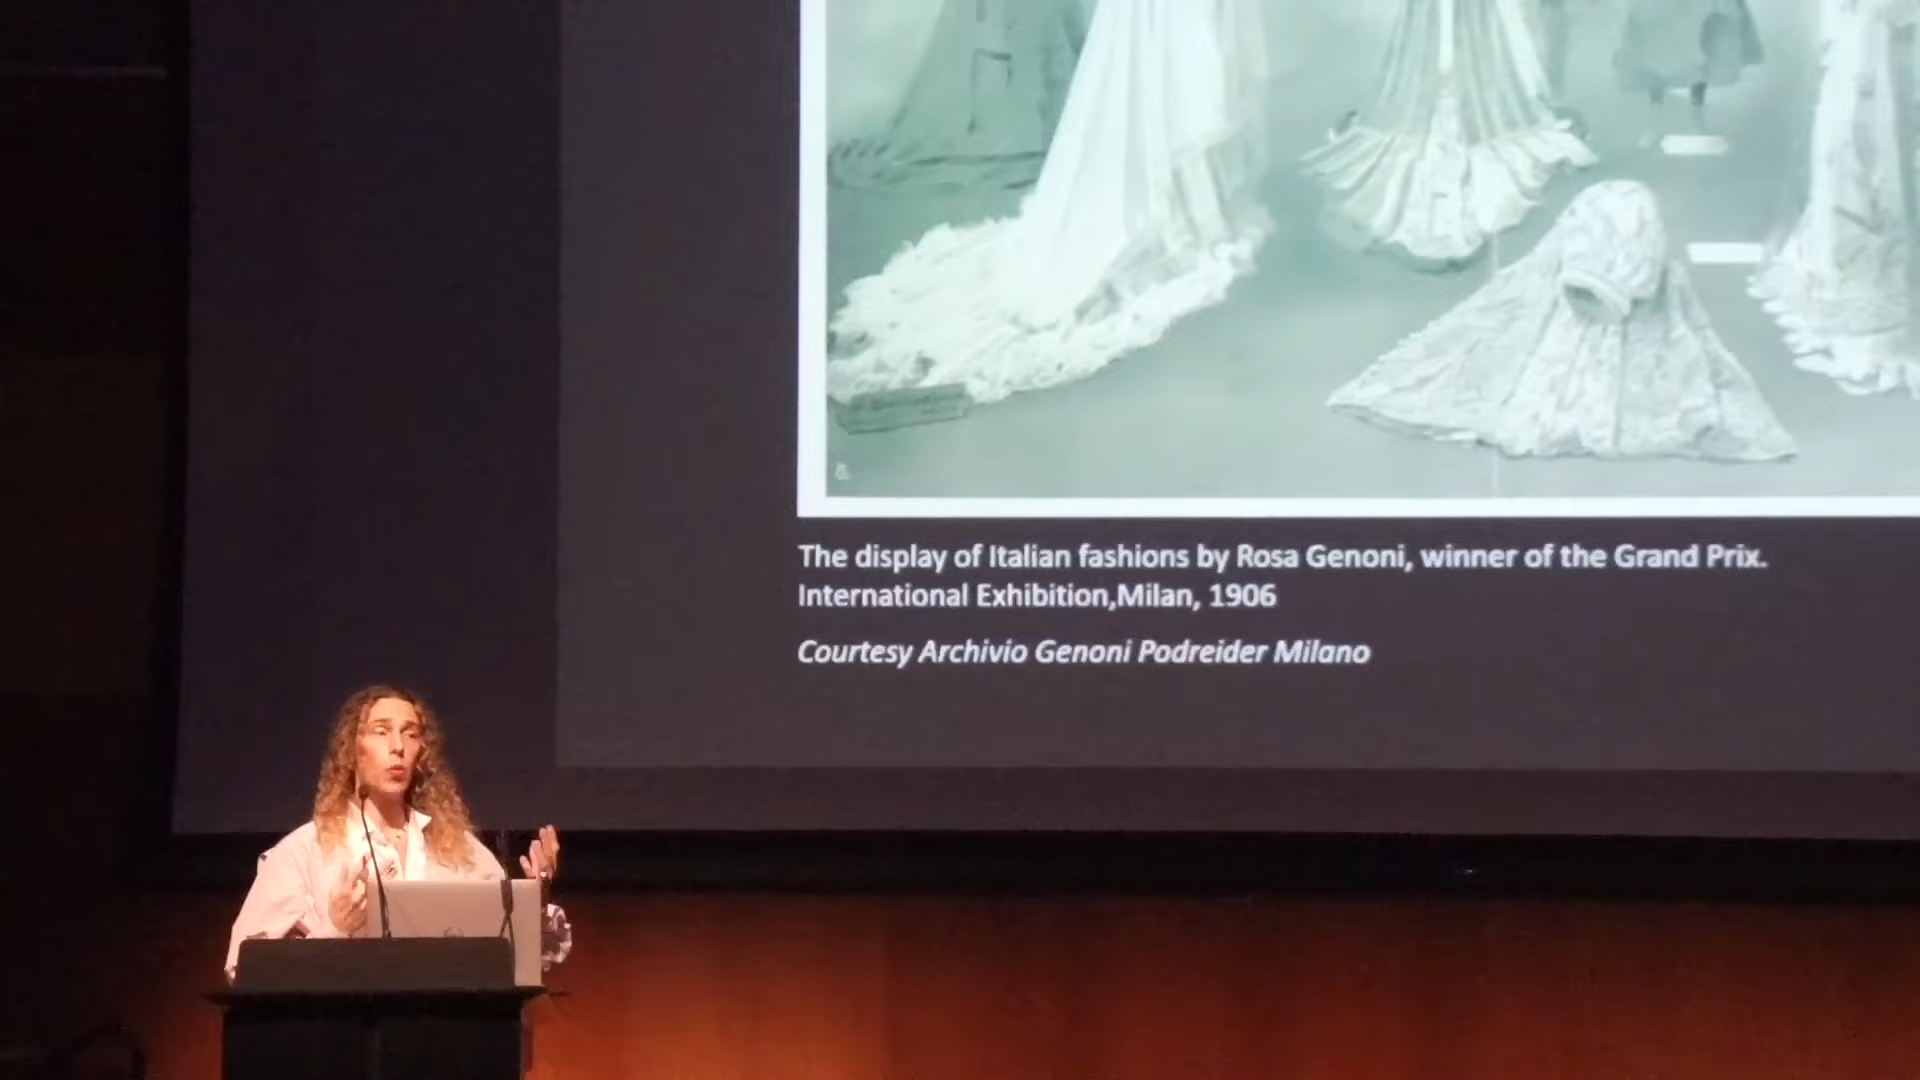 The display of Italian fashions by Rosa Genoni, winner of the Grand Prix.
International Exhibition,Milan, 1906
Courtesy Archivio Genoni Podreider Milano